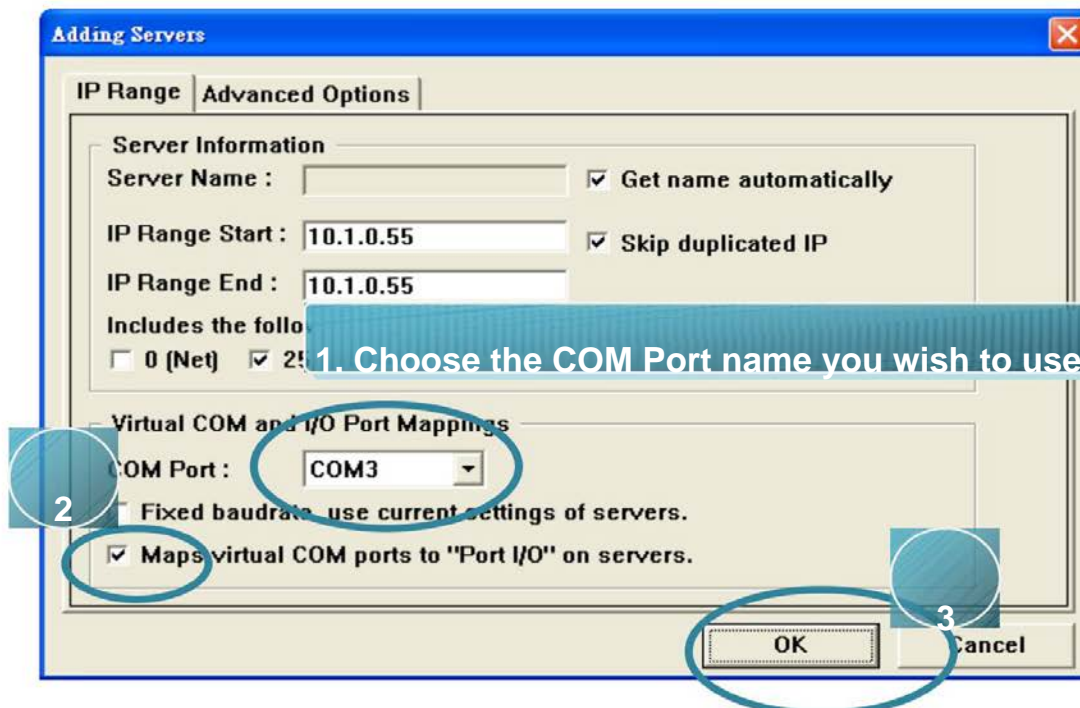 Adding Servers
IP Range Advanced Options
Server Information
Server Name : Get name automatically
IP Range Start : 10.1.0.55 Skip duplicated IP
IP Range End : 10.1.0.55
Includes the
0 (Net)
1. Choose the COM Port name you wish to use
Virtual COM and I/O Port Mappings
COM Port : COM3
2
Fixed baudrate, use current settings of servers.
Maps virtual COM ports to "Port I/O" on servers.
3
OK Cancel